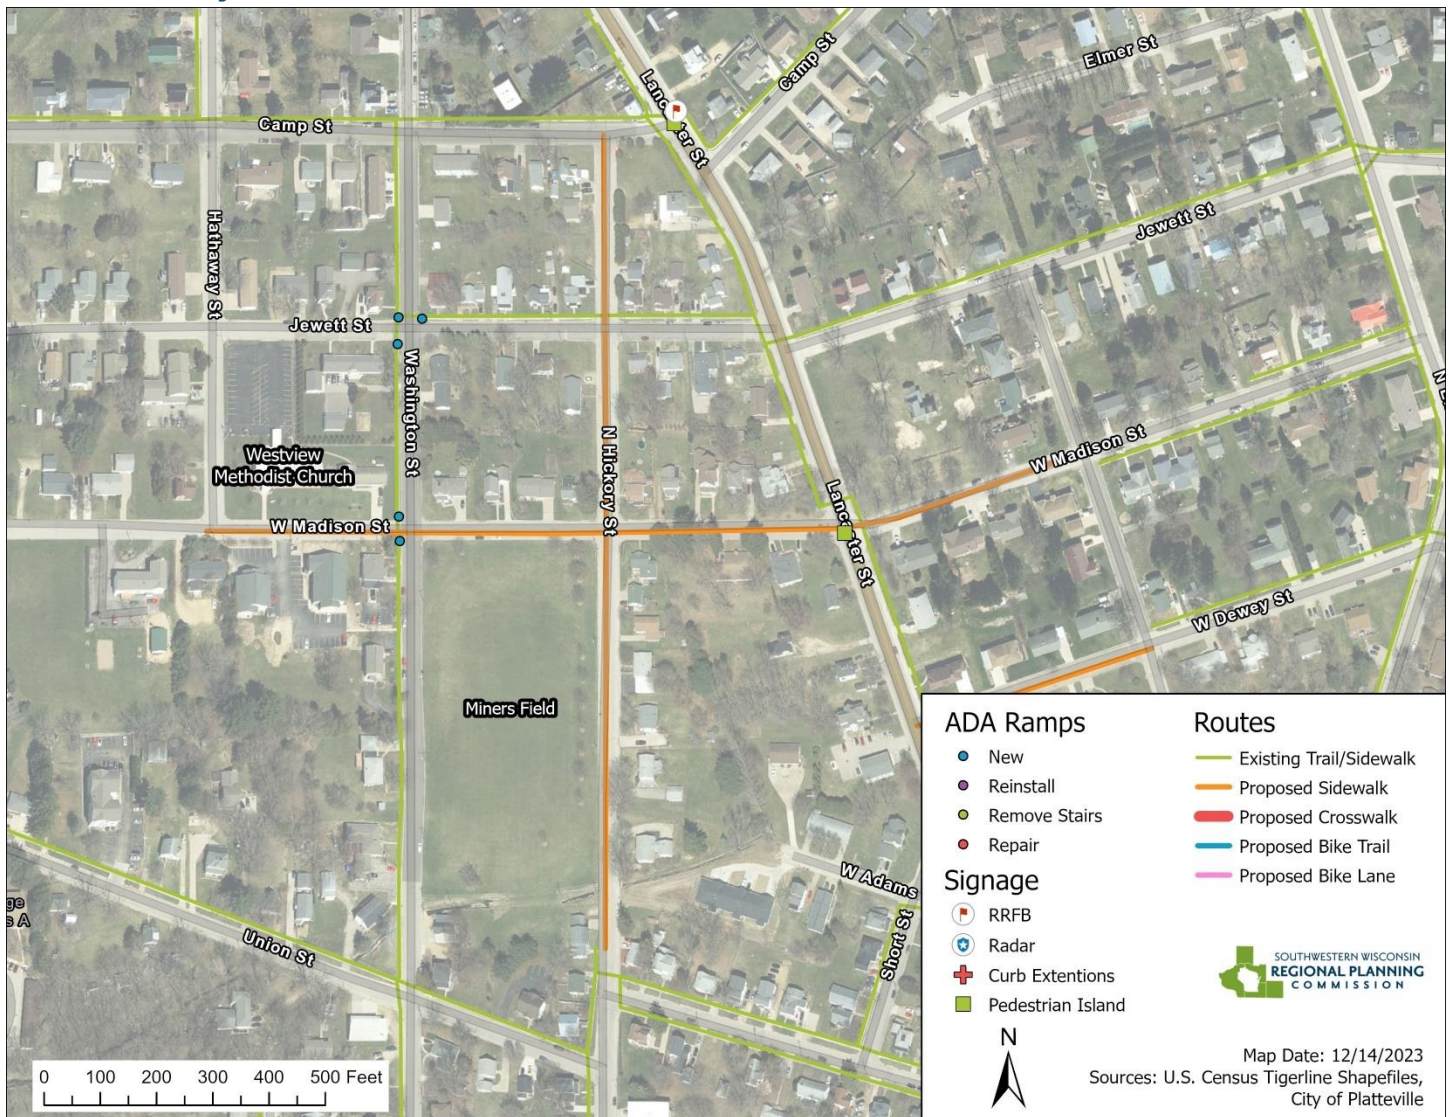 Elmer St
Camp St
Lancaster St
Camp St
Hathaway St
Jewett St
Jewett St
Washington St
N Hickory St
W Madison St
Westview
Methodist Church
Lancaster St
W Madison St
W Dewey St
Miners Field
W Adams
Short St
Union St
ge
s A
0 100 200 300 400 500 Feet
ADA Ramps
New
Reinstall
Remove Stairs
Repair
Signage
RRFB
Radar
Curb Extentions
Pedestrian Island
N
Routes
Existing Trail/Sidewalk
Proposed Sidewalk
Proposed Crosswalk
Proposed Bike Trail
Proposed Bike Lane
SOUTHWESTERN WISCONSIN
REGIONAL PLANNING
COMMISSION
Map Date: 12/14/2023
Sources: U.S. Census Tigerline Shapefiles,
City of Platteville